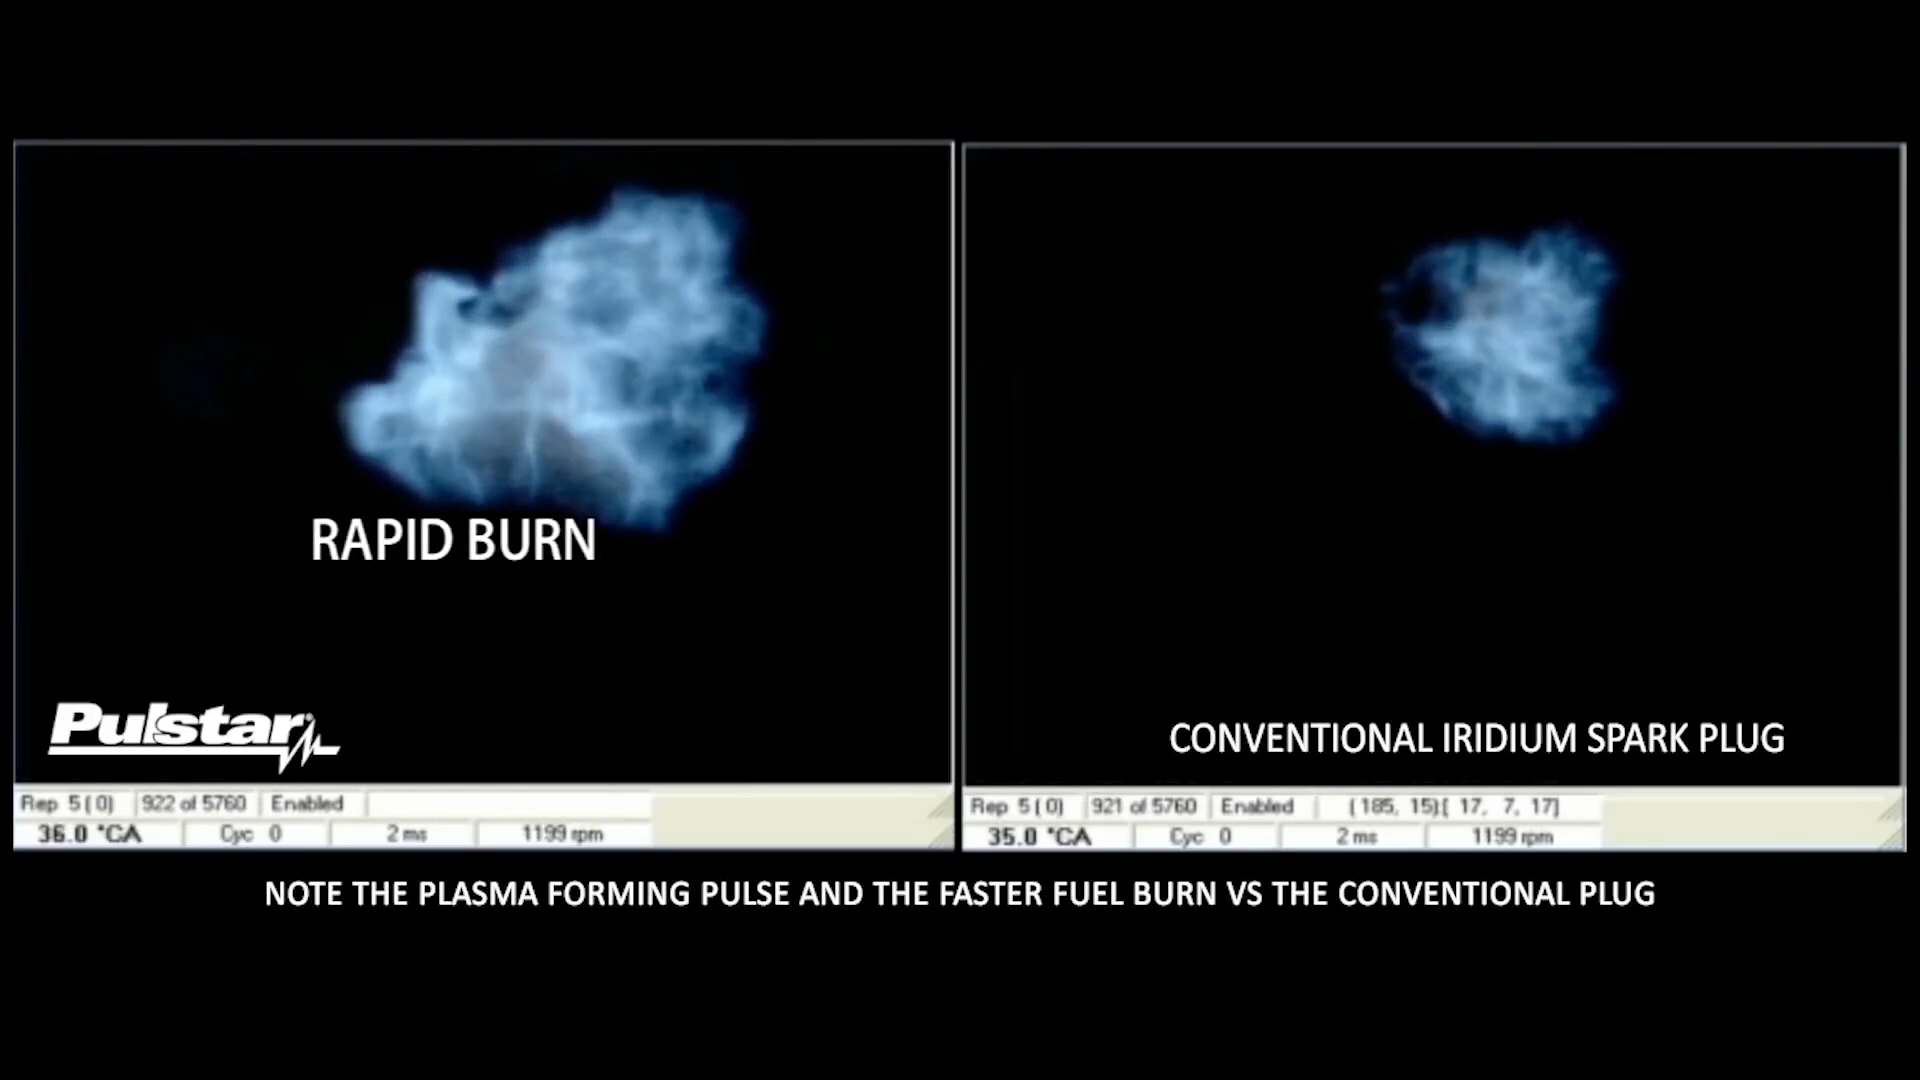 RAPID BURN
Pulstar
CONVENTIONAL IRIDIUM SPARK PLUG
Rep 5 ( 0) 922 of 5760 Enabled
36.0 °CA Cyc 0 2 ms 1199 rpm
Rep 5 ( 0) 921 of 5760 Enabled (185, 15):[ 17, 7, 17]
35.0 °CA Cyc 0 2 ms 1199 rpm
NOTE THE PLASMA FORMING PULSE AND THE FASTER FUEL BURN VS THE CONVENTIONAL PLUG